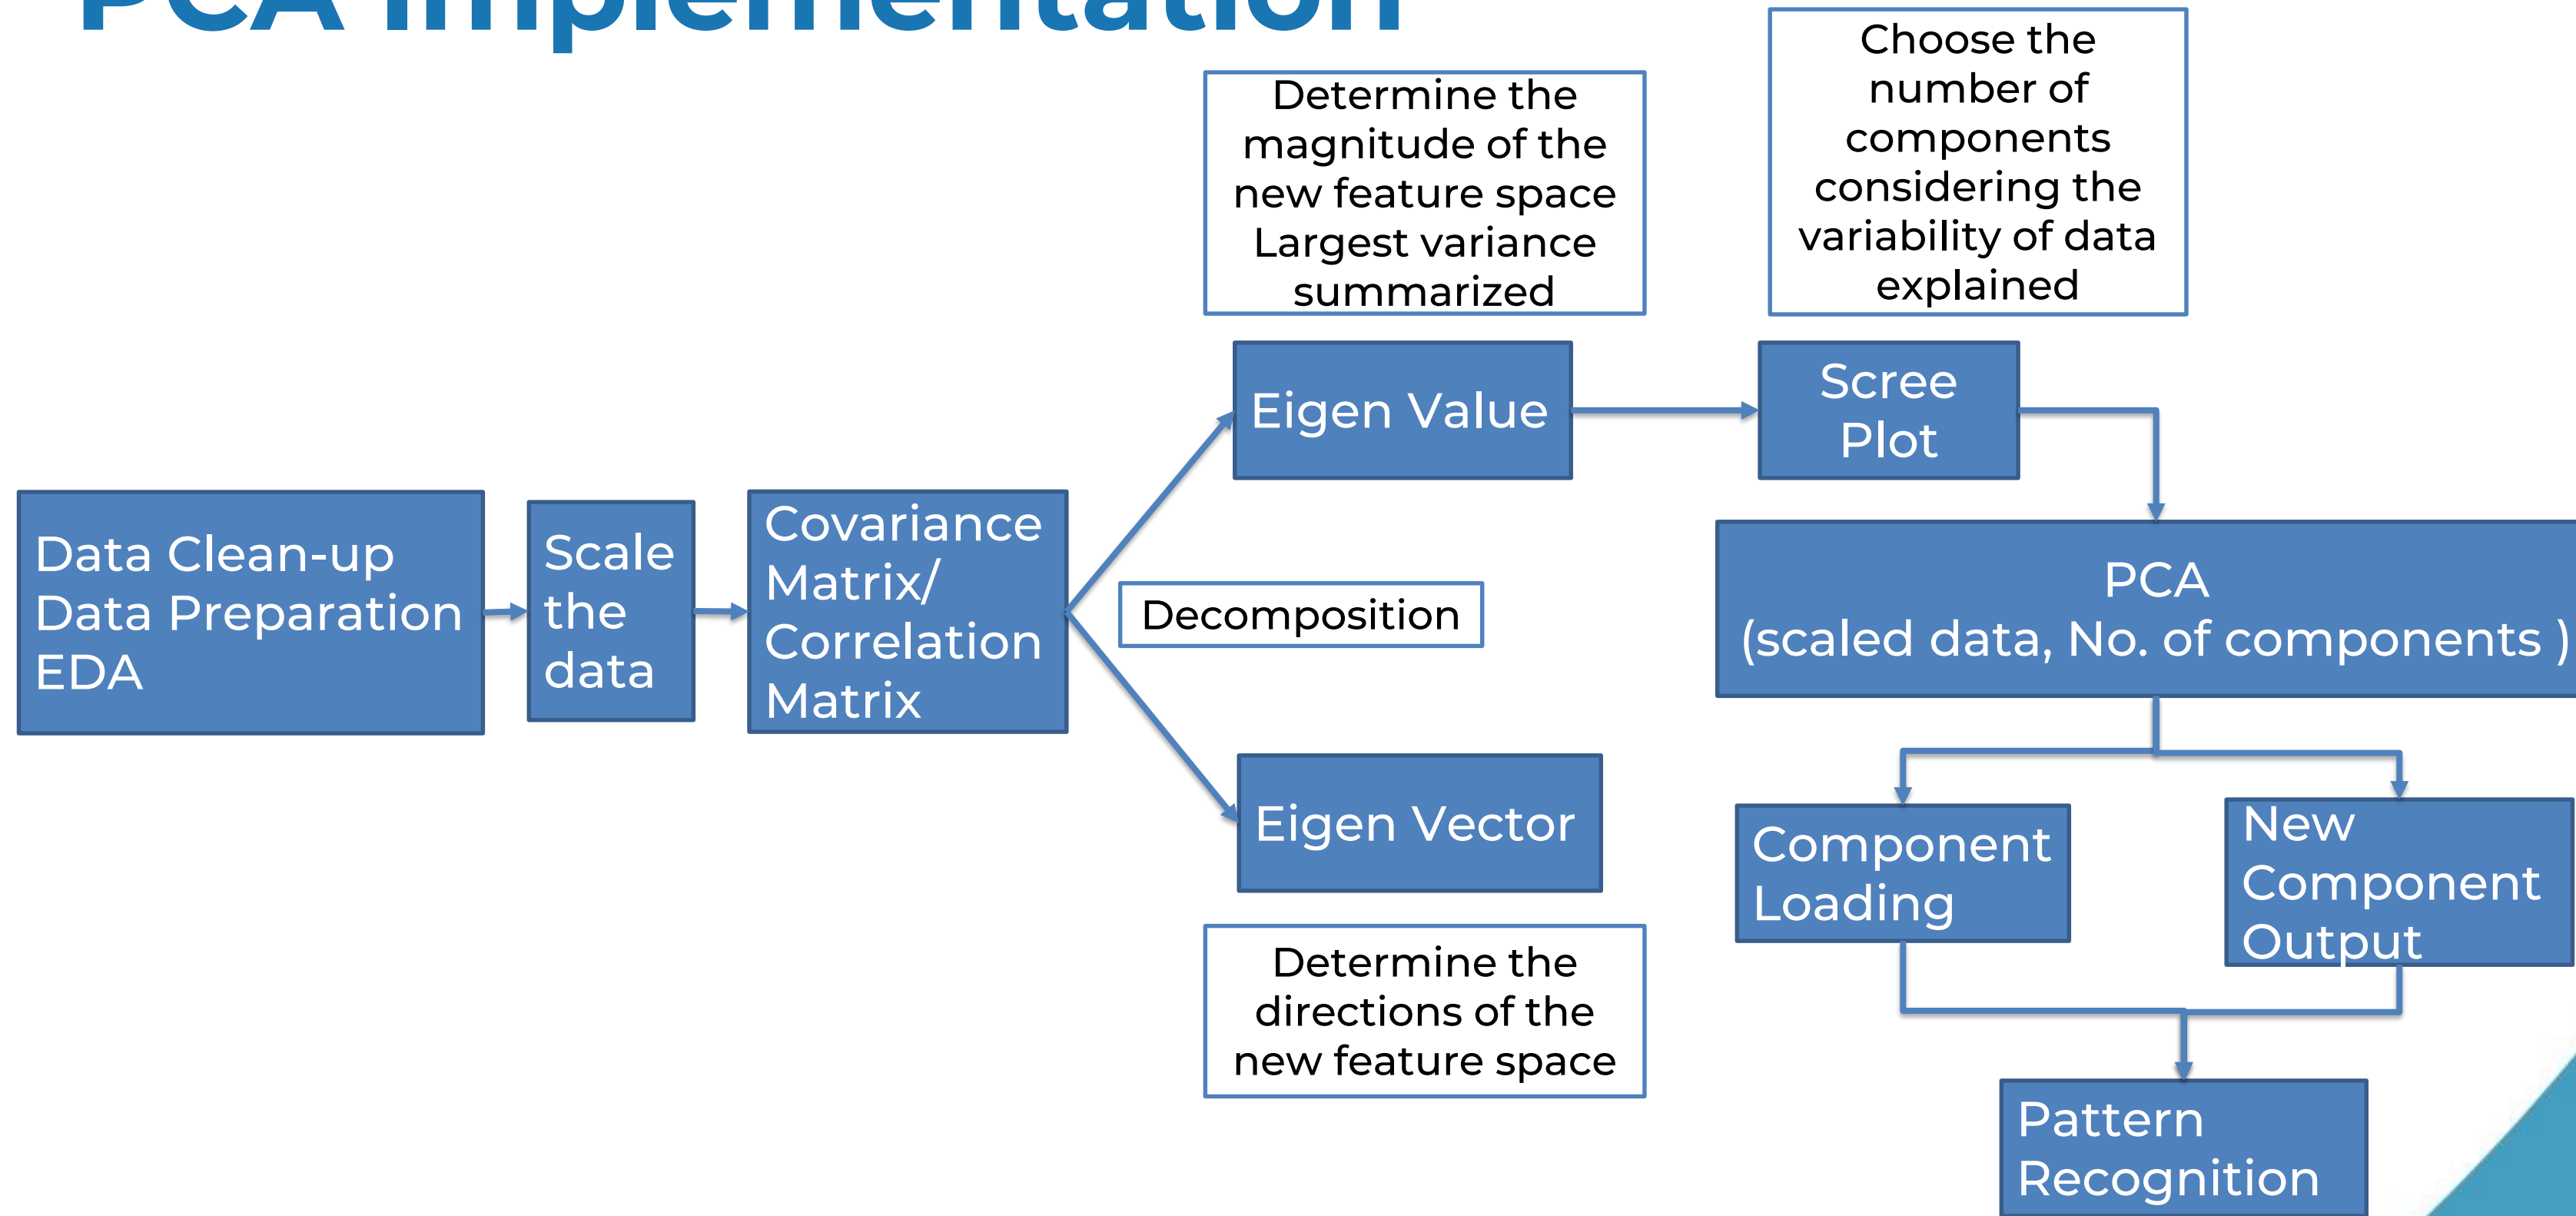 PCA Implementation
Determine the
magnitude of the
new feature space
Largest variance
summarized
Choose the
number of
components
considering the
variability of data
explained
Eigen Value
Scree
Plot
Data Clean-up
Data Preparation
EDA
Scale
the
data
Covariance
Matrix/
Correlation
Matrix
Decomposition
PCA
(scaled data, No. of components )
Eigen Vector
Component
Loading
New
Component
Output
Determine the
directions of the
new feature space
Pattern
Recognition